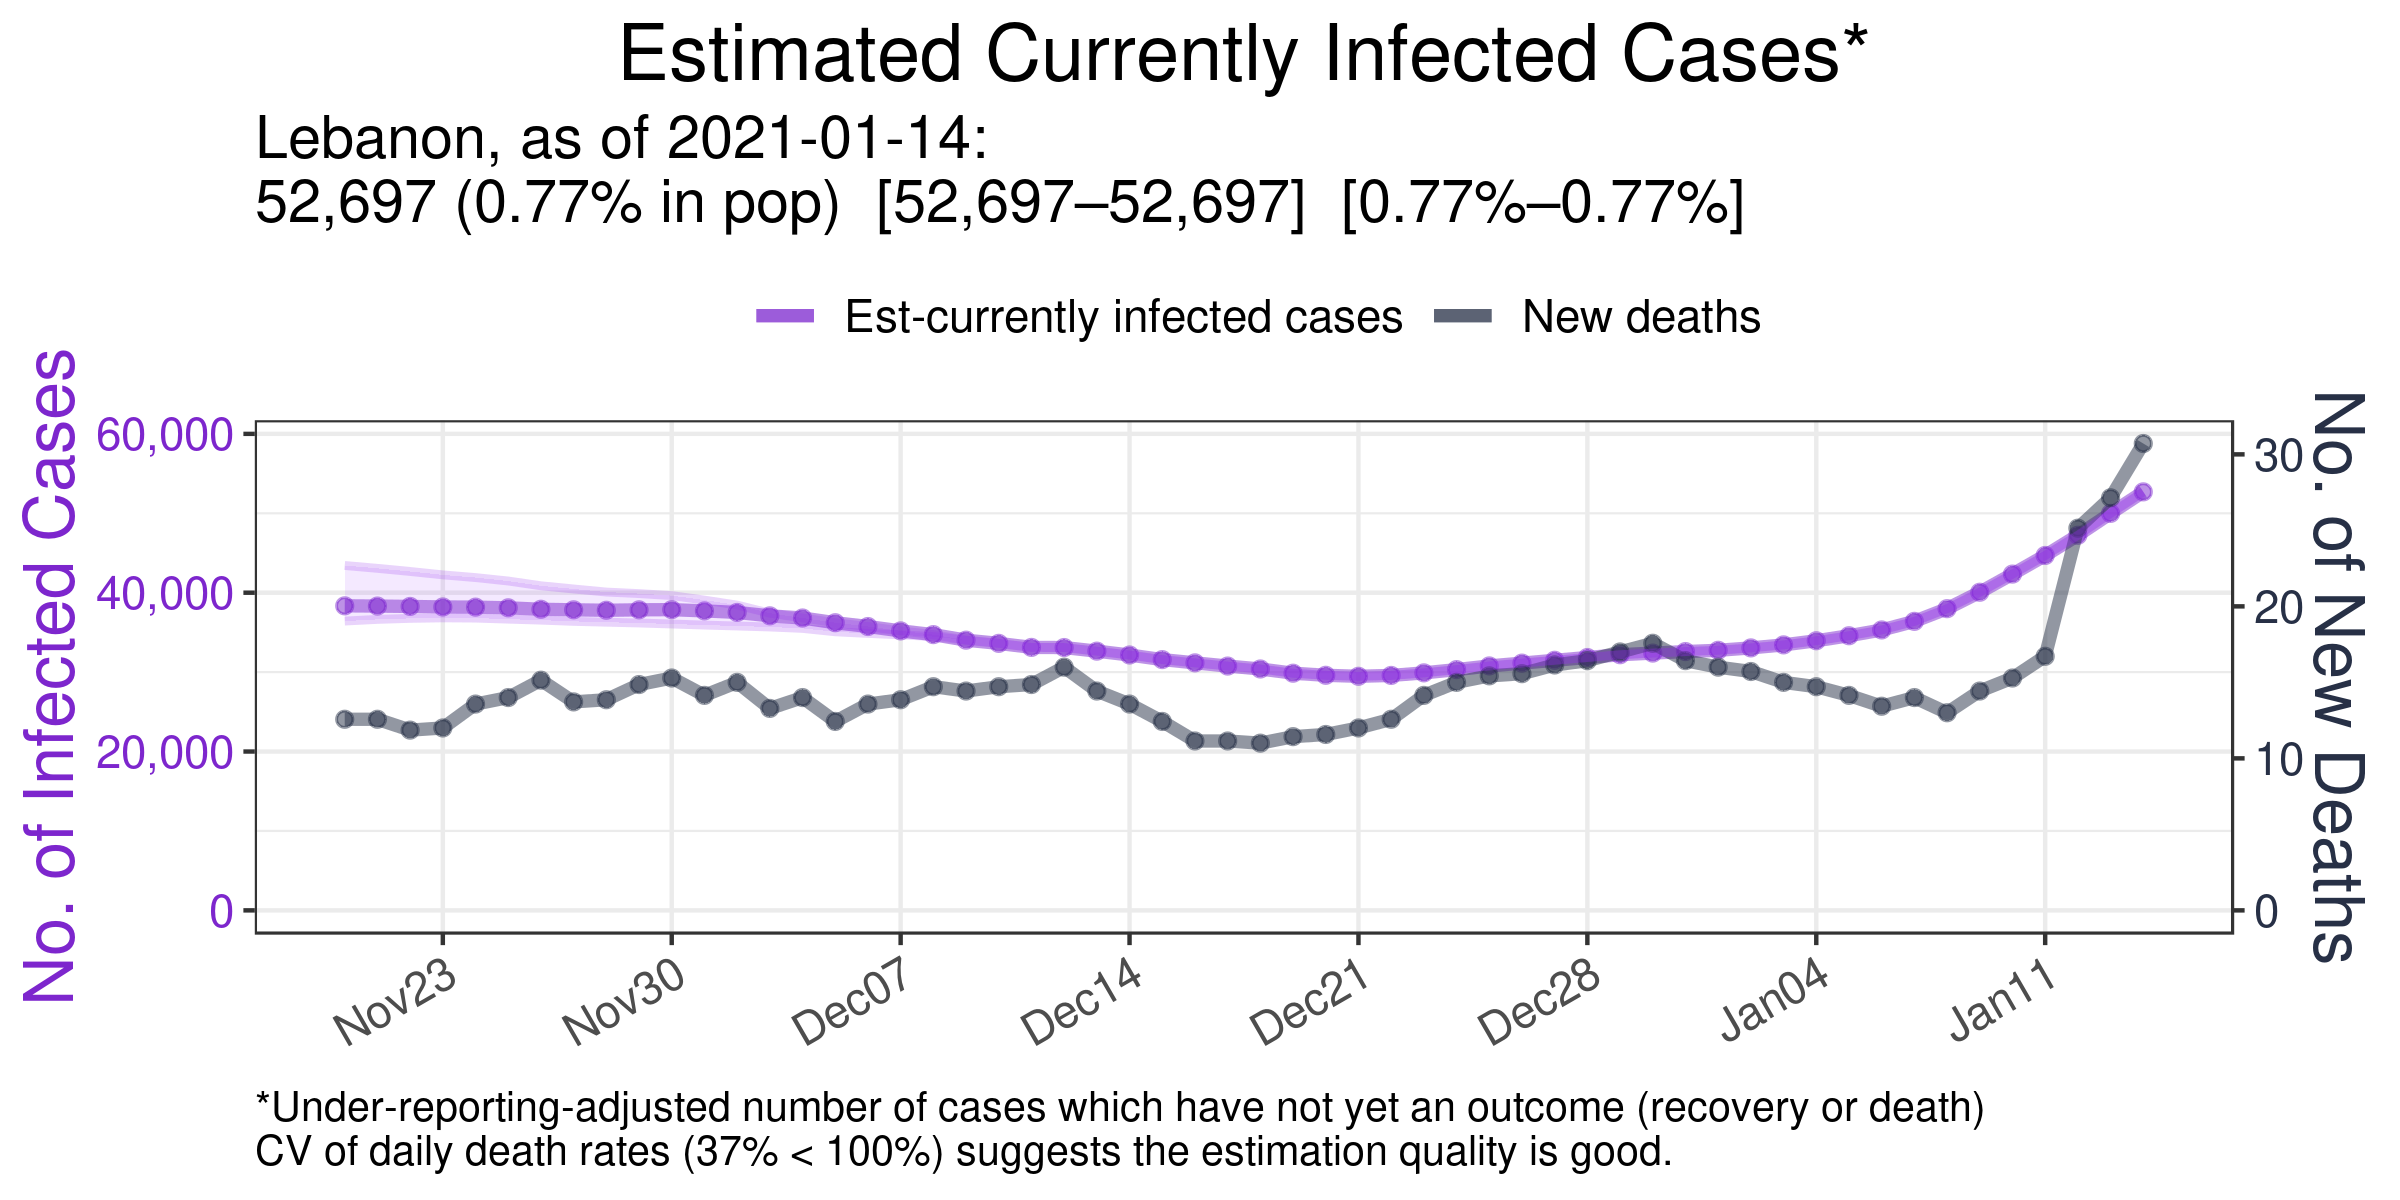 Estimated Currently Infected Cases*
Lebanon, as of 2021-01-14:
52,697 (0.77% in pop)  [52,697–52,697]  [0.77%–0.77%]
Est-currently infected cases
New deaths
No. of Infected Cases
60,000
40,000
20,000
0
No. of New Deaths
30
20
10
0
Nov23
Nov30
Dec07
Dec14
Dec21
Dec28
Jan04
Jan11
*Under-reporting-adjusted number of cases which have not yet an outcome (recovery or death)
CV of daily death rates (37% < 100%) suggests the estimation quality is good.